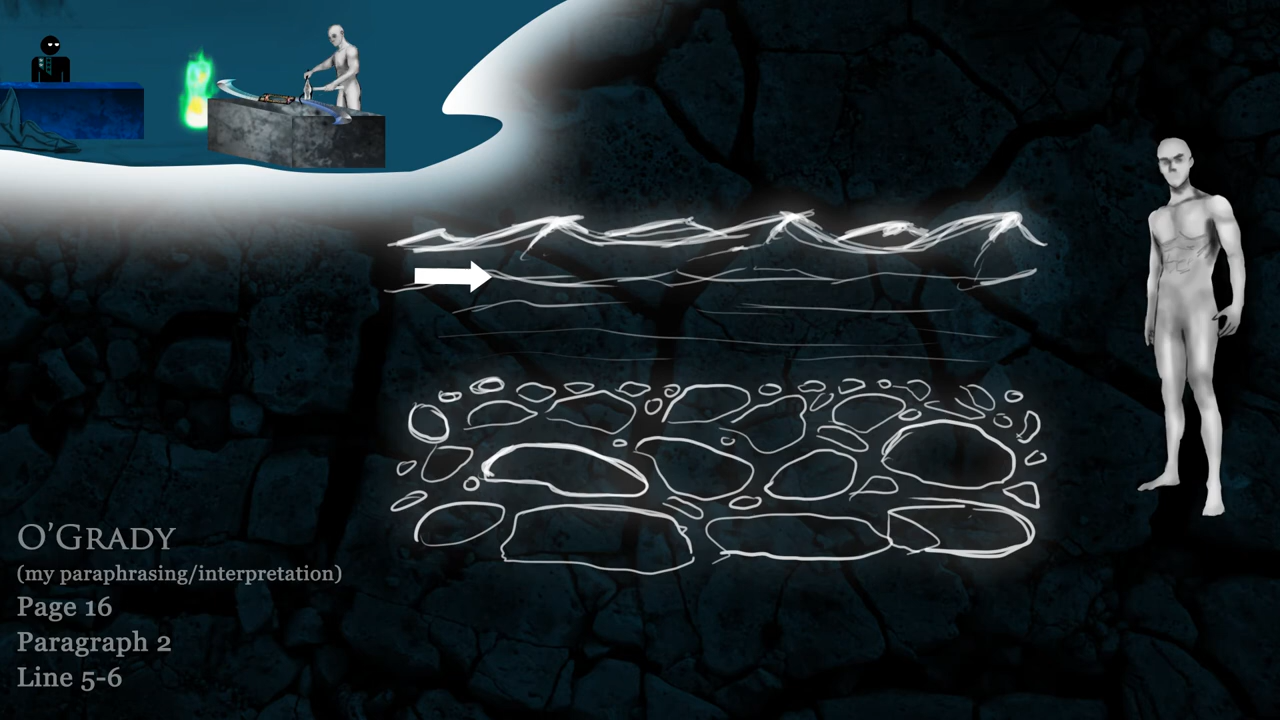 O'GRADY
(my paraphrasing/interpretation)
Page 16
Paragraph 2
Line 5-6